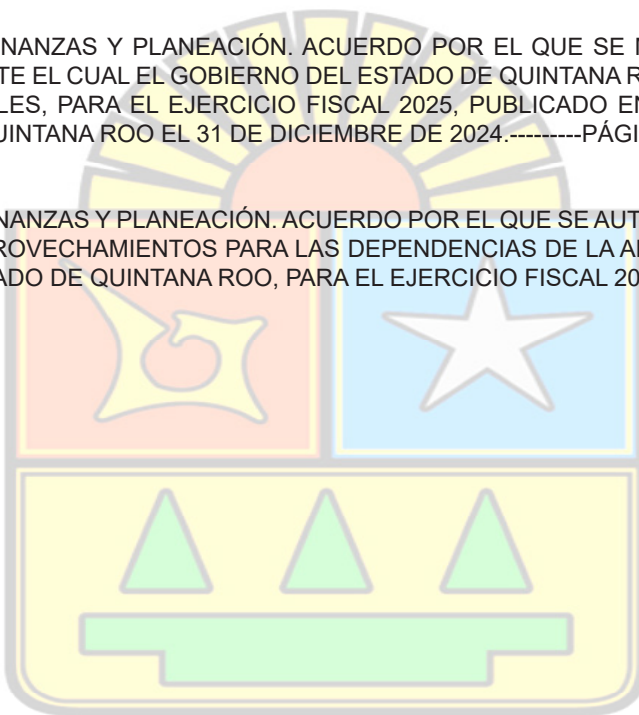 NANZAS Y PLANEACIÓN. ACUERDO POR EL QUE SE
TE EL CUAL EL GOBIERNO DEL ESTADO DE QUINTANA
LES, PARA EL EJERCICIO FISCAL 2025, PUBLICADO
UINTANA ROO EL 31 DE DICIEMBRE DE 2024.---------PÁGI
NANZAS Y PLANEACIÓN. ACUERDO POR EL QUE SE AUT
ROVECHAMIENTOS PARA LAS DEPENDENCIAS DE LA
ADO DE QUINTANA ROO, PARA EL EJERCICIO FISCAL 20